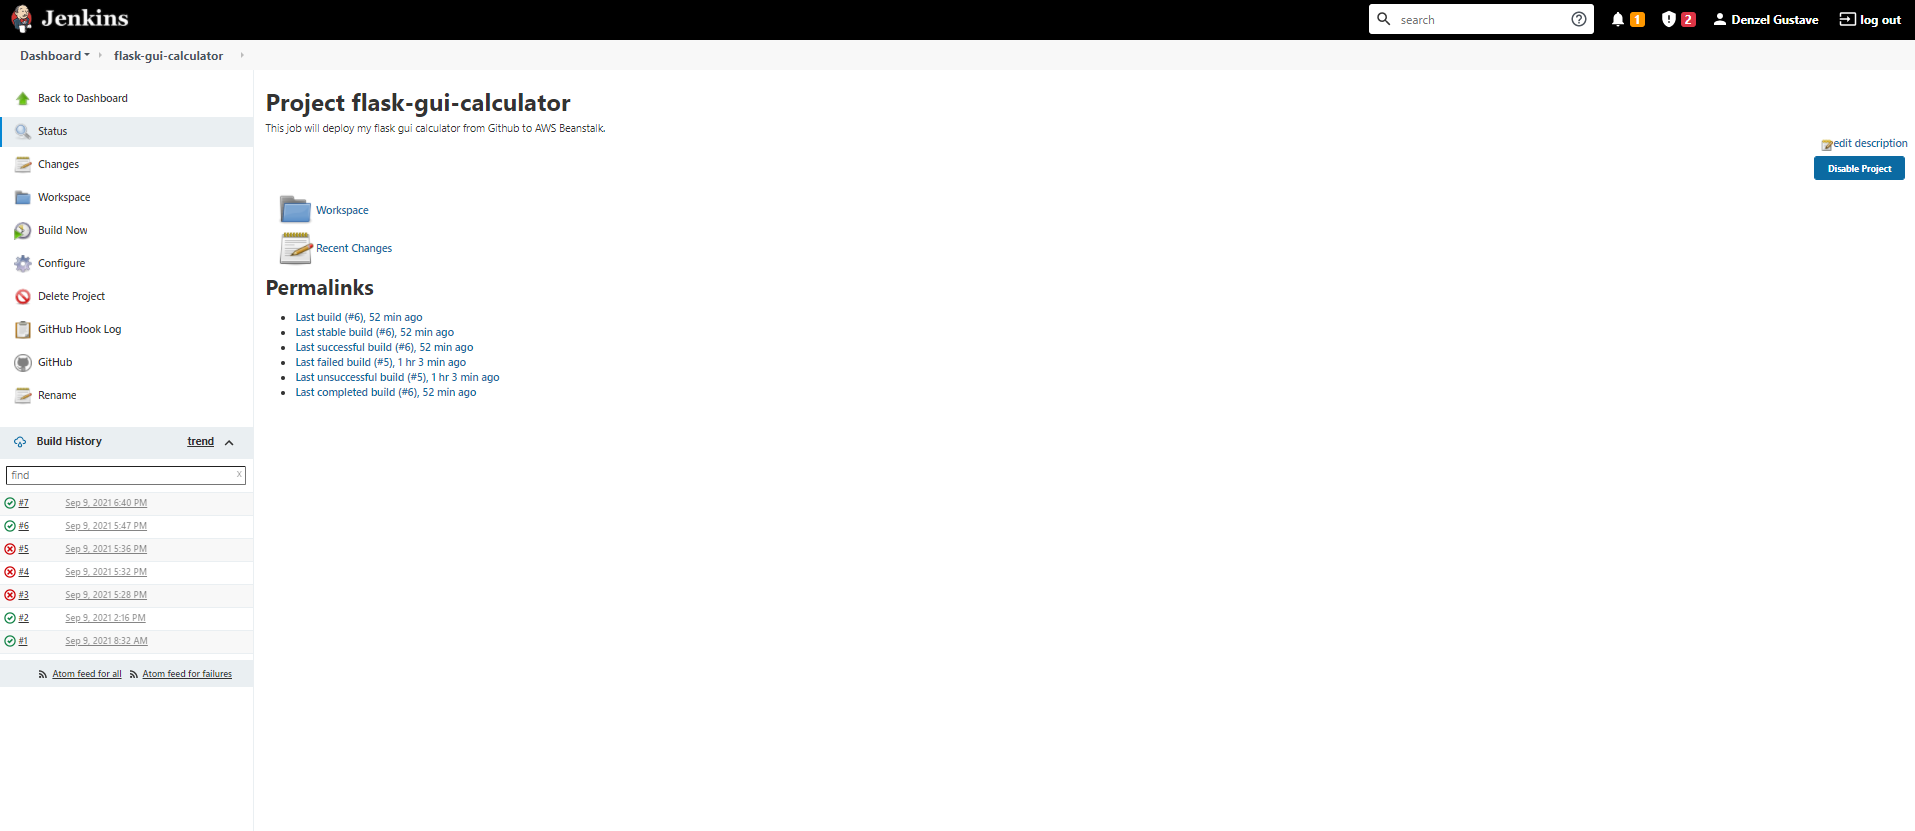 Jenkins
search
1
2
Denzel Gustave
log out
Dashboard
flask-gui-calculator
Back to Dashboard
Status
Changes
Workspace
Build Now
Configure
Delete Project
GitHub Hook Log
GitHub
Rename
Build History
trend
find
x
#7 Sep 9, 2021 6:40 PM
#6 Sep 9, 2021 5:47 PM
#5 Sep 9, 2021 5:36 PM
#4 Sep 9, 2021 5:32 PM
#3 Sep 9, 2021 5:28 PM
#2 Sep 9, 2021 2:16 PM
#1 Sep 9, 2021 8:32 AM
Atom feed for all
Atom feed for failures
Project flask-gui-calculator
This job will deploy my flask gui calculator from Github to AWS Beanstalk.
edit description
Disable Project
Workspace
Recent Changes
Permalinks
Last build (#6), 52 min ago
Last stable build (#6), 52 min ago
Last successful build (#6), 52 min ago
Last failed build (#5), 1 hr 3 min ago
Last unsuccessful build (#5), 1 hr 3 min ago
Last completed build (#6), 52 min ago